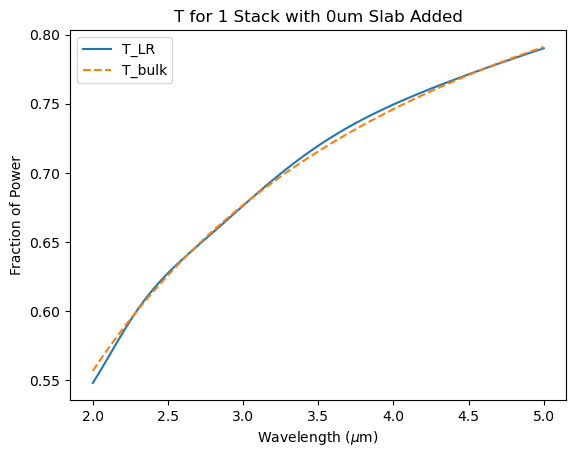 T for 1 Stack with 0um Slab Added
T_LR
T_bulk
Fraction of Power
0.80
0.75
0.70
0.65
0.60
0.55
2.0 2.5 3.0 3.5 4.0 4.5 5.0
Wavelength (μm)